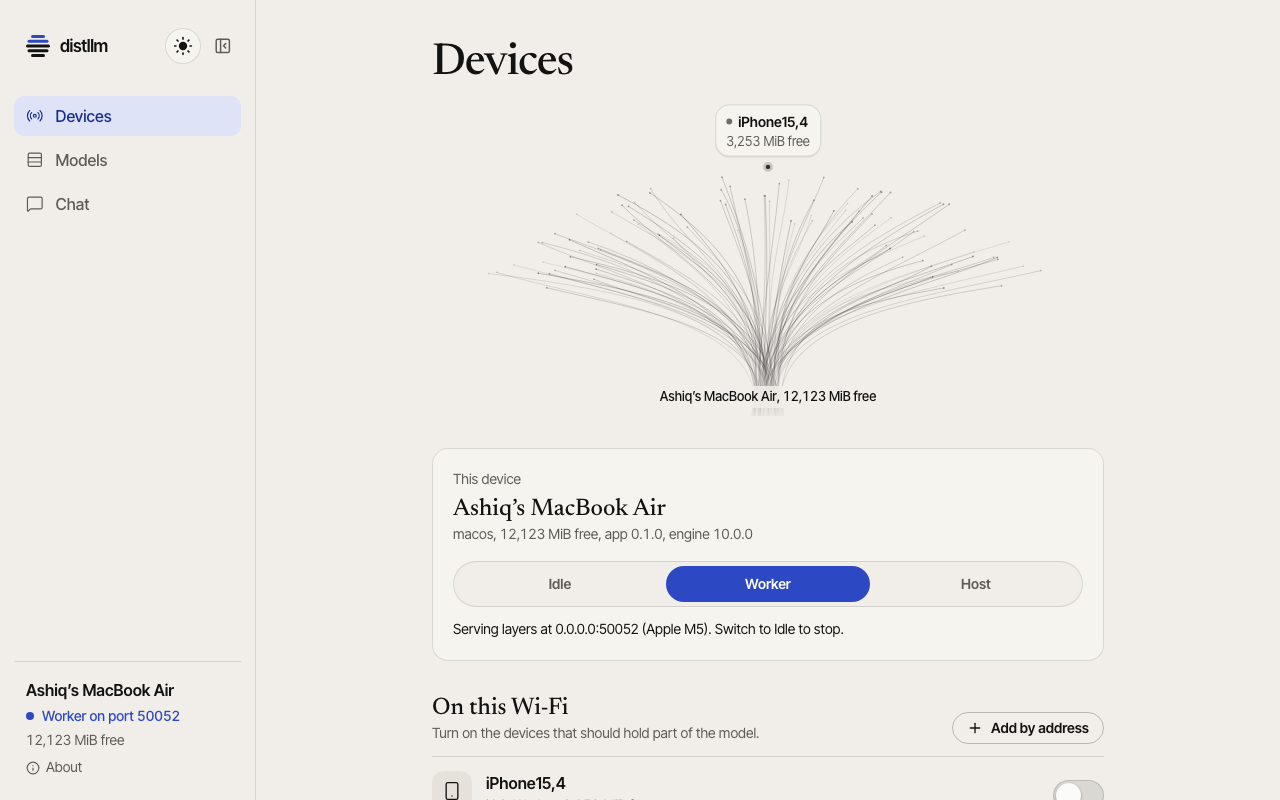 distllm
Devices
Models
Chat
Ashiq’s MacBook Air
Worker on port 50052
12,123 MiB free
About
Devices
iPhone15,4
3,253 MiB free
Ashiq’s MacBook Air, 12,123 MiB free
This device
Ashiq’s MacBook Air
macos, 12,123 MiB free, app 0.1.0, engine 10.0.0
Idle
Worker
Host
Serving layers at 0.0.0.0:50052 (Apple M5). Switch to Idle to stop.
On this Wi-Fi
Turn on the devices that should hold part of the model.
Add by address
iPhone15,4